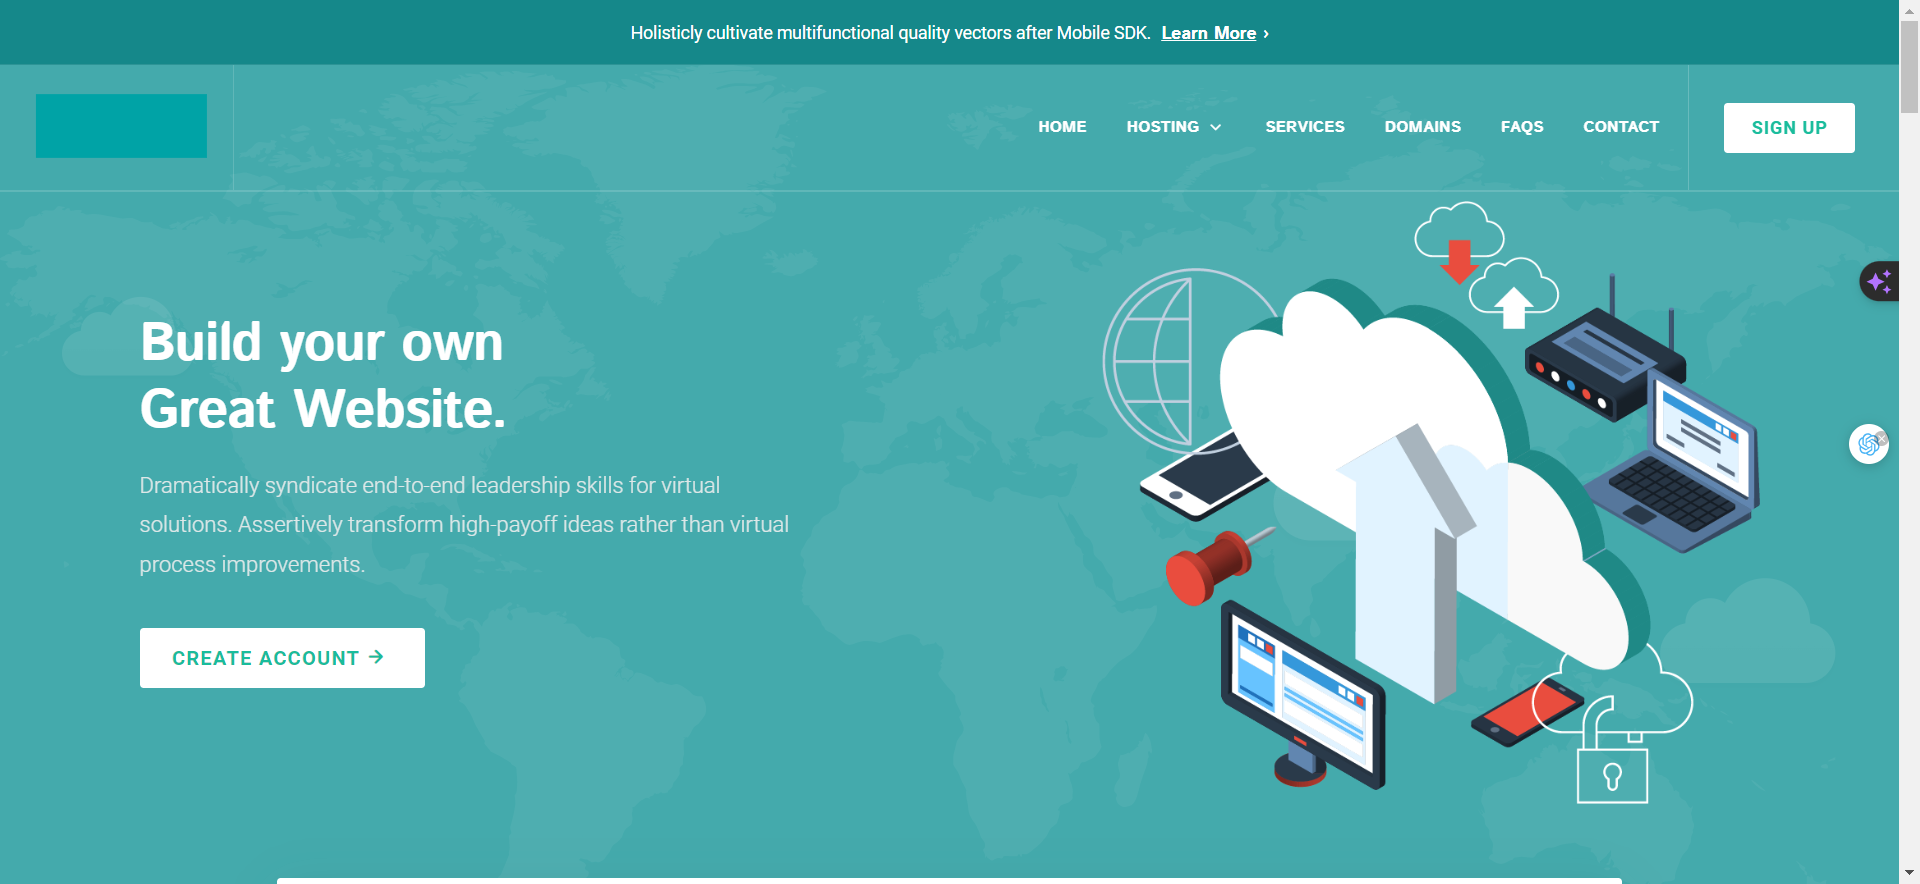 Holisticly cultivate multifunctional quality vectors after Mobile SDK. Learn More ›
HOME HOSTING SERVICES DOMAINS FAQS CONTACT SIGN UP
Build your own
Great Website.
Dramatically syndicate end-to-end leadership skills for virtual
solutions. Assertively transform high-payoff ideas rather than virtual
process improvements.
CREATE ACCOUNT →